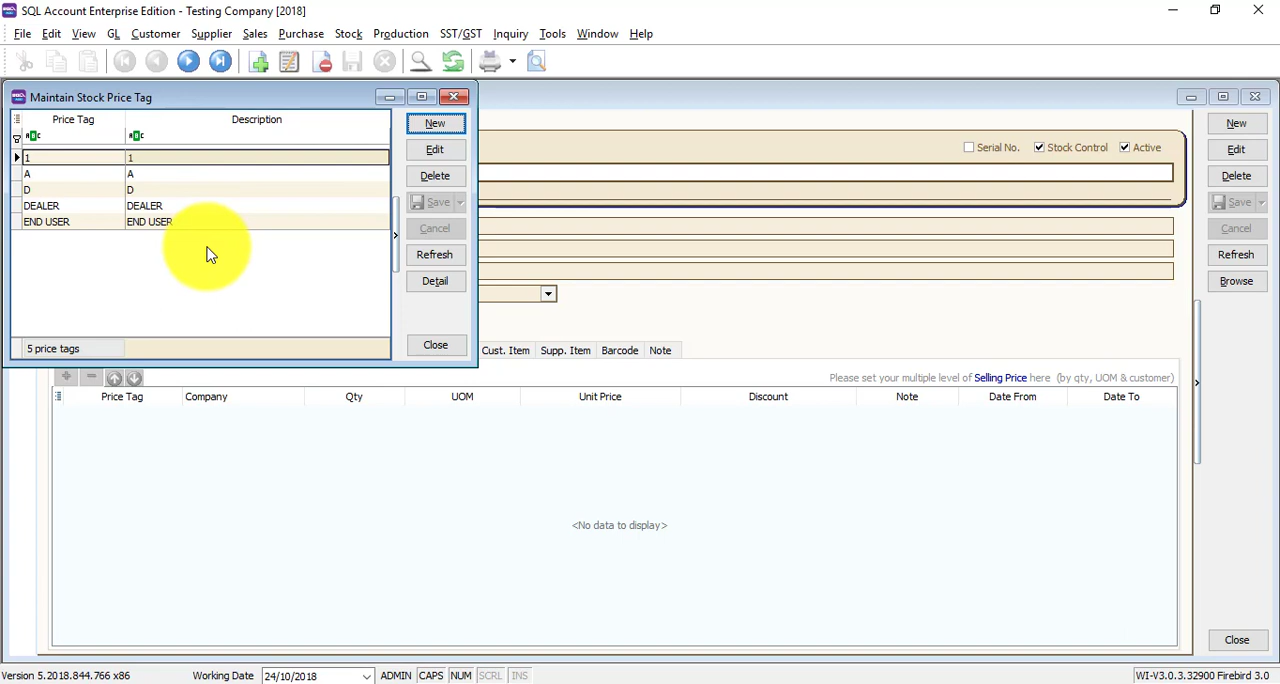 SQL Account Enterprise Edition - Testing Company [2018]
File Edit View GL Customer Supplier Sales Purchase Stock Production SST/GST Inquiry Tools Window Help
Maintain Stock Price Tag
Price Tag Description
1 1
A A
D D
DEALER DEALER
END USER END USER
5 price tags
New
Edit
Delete
Save
Cancel
Refresh
Detail
Close
Serial No. Stock Control Active
New
Edit
Delete
Save
Cancel
Refresh
Browse
Cust. Item Supp. Item Barcode Note
Please set your multiple level of Selling Price here (by qty, UOM & customer)
Price Tag Company Qty UOM Unit Price Discount Note Date From Date To
<No data to display>
Close
Version 5.2018.844.766 x86 Working Date 24/10/2018 ADMIN CAPS NUM SCRL INS WI-V3.0.3.32900 Firebird 3.0